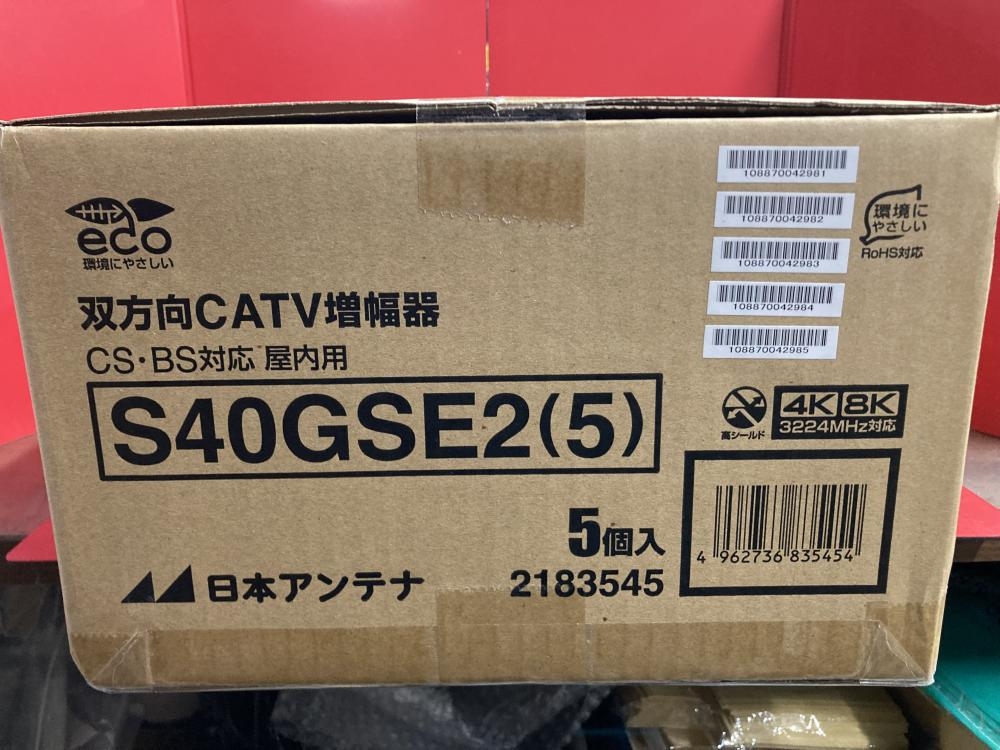 eco
環境にやさしい
108870042981
108870042982
108870042983
108870042984
108870042985
環境に
やさしい
RoHS対応
双方向CATV増幅器
CS・BS対応 屋内用
S40GSE2(5)
高シールド
4K 8K
3224MHz対応
5個入
4 962736 835454
日本アンテナ
2183545